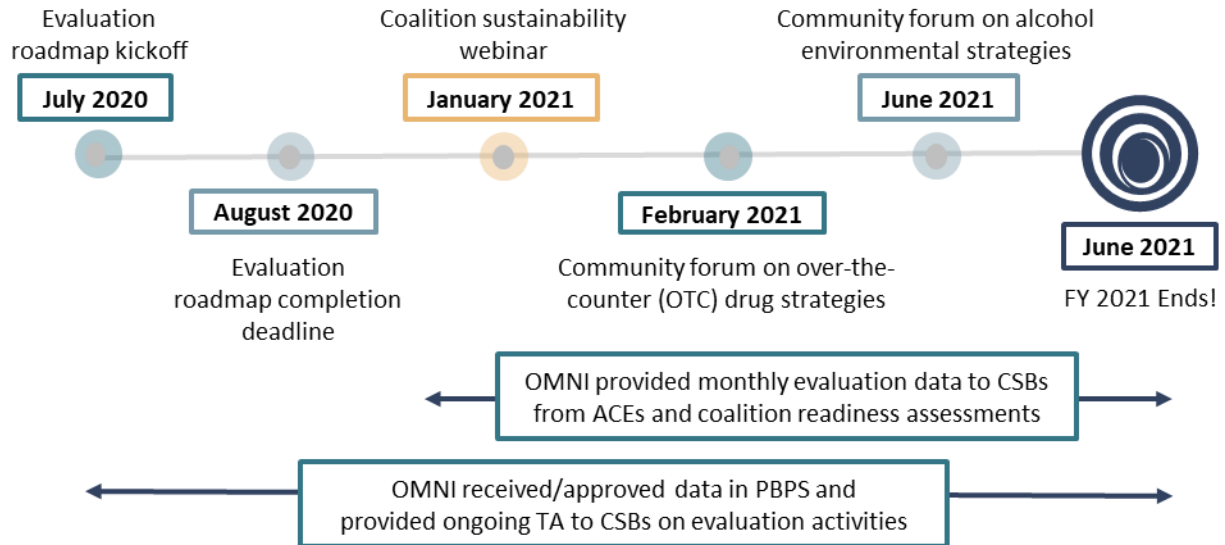 Evaluation
roadmap kickoff
July 2020
August 2020
Evaluation
roadmap completion
deadline
Coalition sustainability
webinar
January 2021
February 2021
Community forum on over-the-
counter (OTC) drug strategies
Community forum on alcohol
environmental strategies
June 2021
June 2021
FY 2021 Ends!
OMNI provided monthly evaluation data to CSBs
from ACEs and coalition readiness assessments
OMNI received/approved data in PBPS and
provided ongoing TA to CSBs on evaluation activities